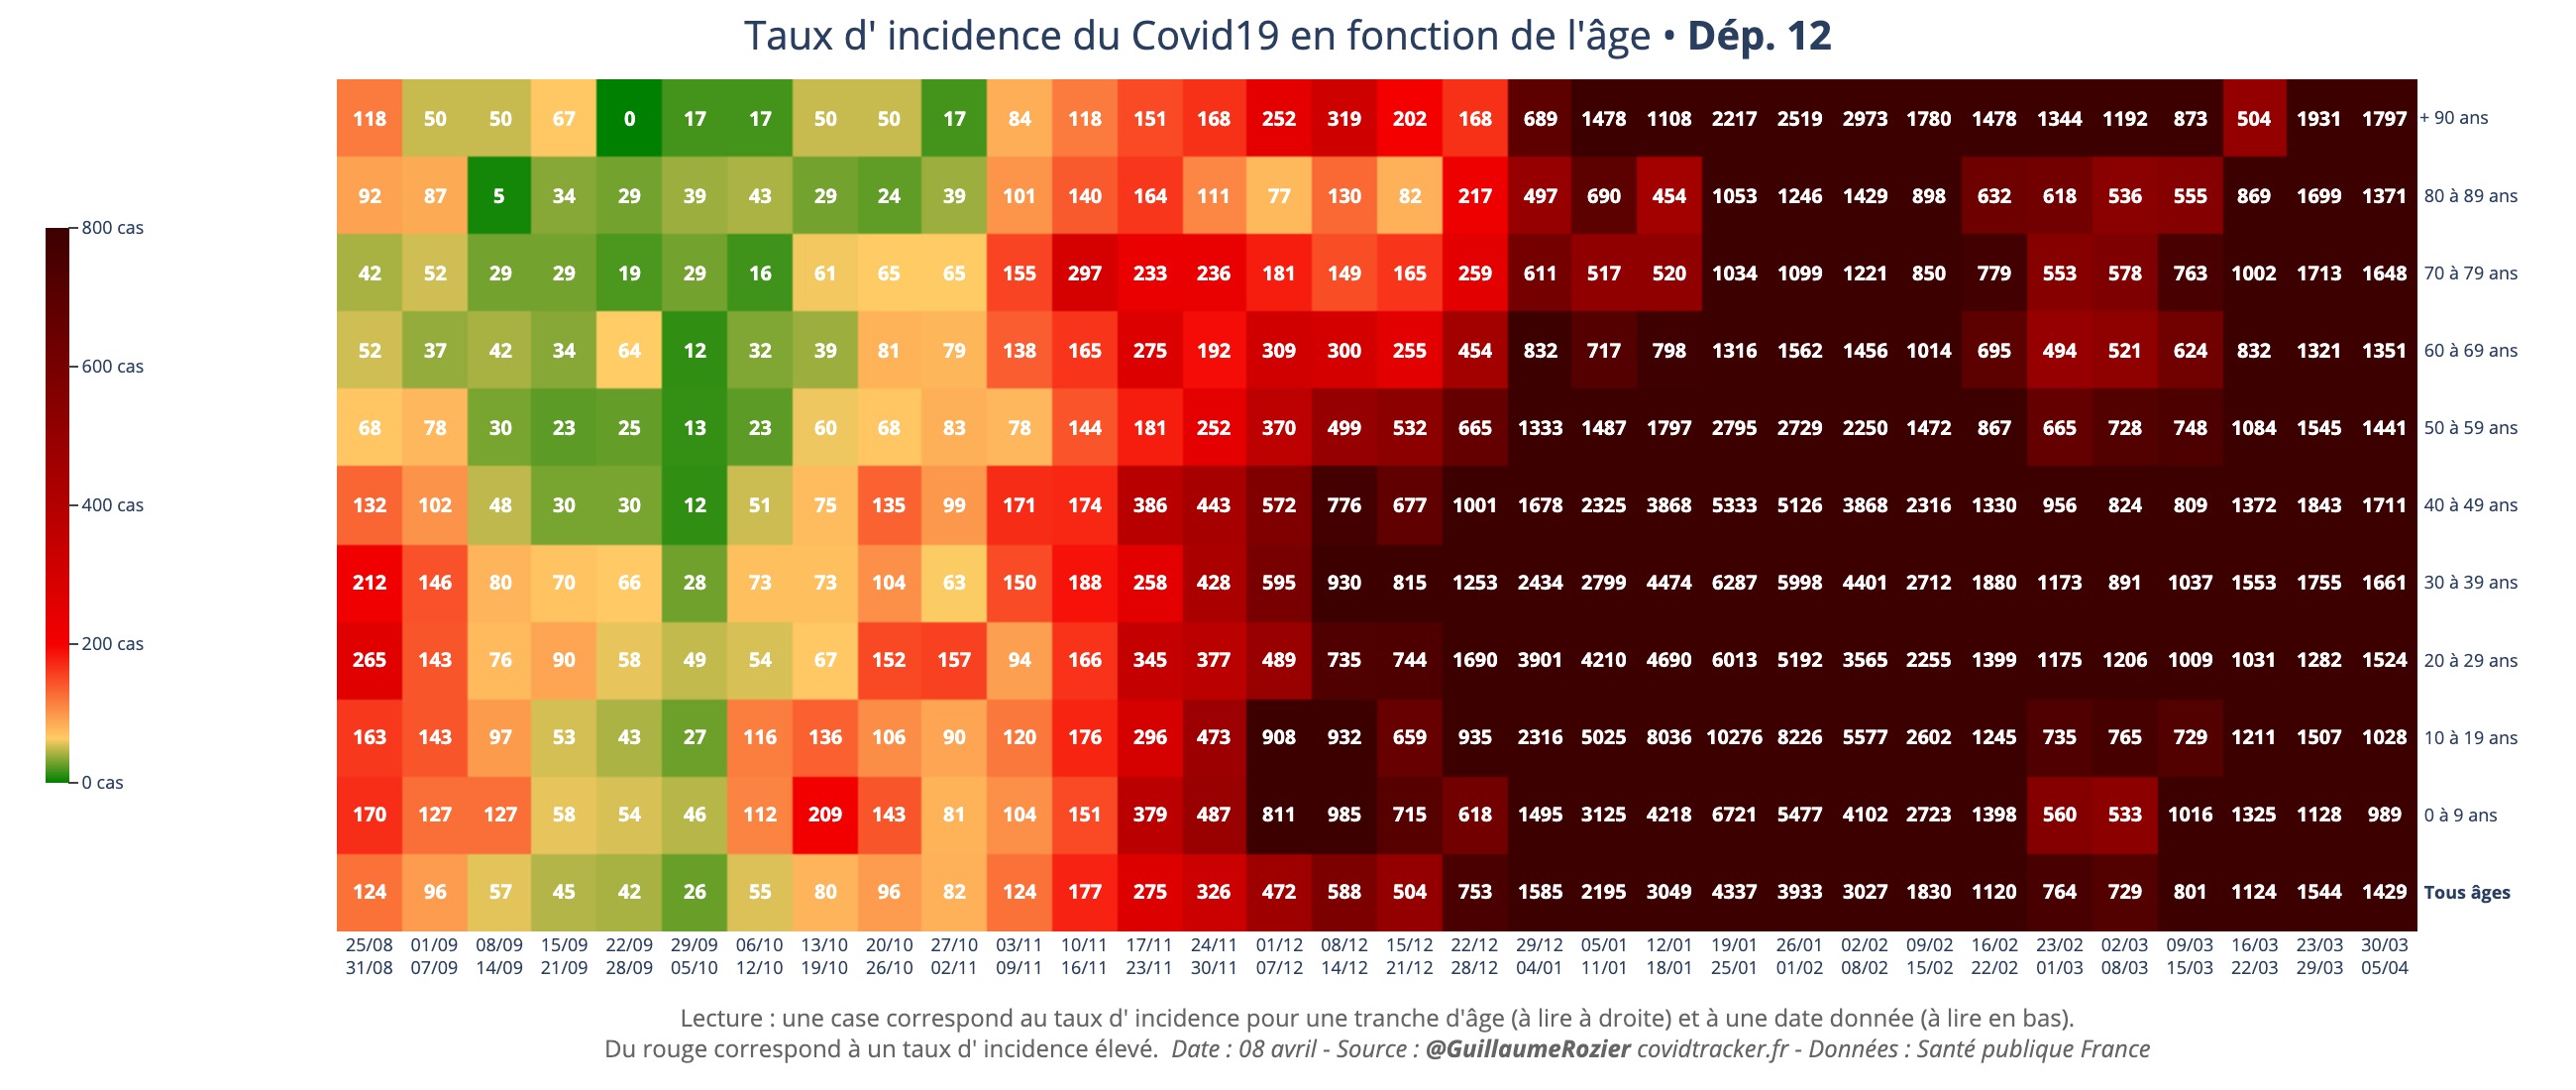 Taux d' incidence du Covid19 en fonction de l'âge • Dép. 12
800 cas
600 cas
400 cas
200 cas
0 cas
118 50 50 67 0 17 17 50 50 17 84 118 151 168 252 319 202 168 689 1478 1108 2217 2519 2973 1780 1478 1344 1192 873 504 1931 1797 + 90 ans
92 87 5 34 29 39 43 29 24 39 101 140 164 111 77 130 82 217 497 690 454 1053 1246 1429 898 632 618 536 555 869 1699 1371 80 à 89 ans
42 52 29 29 19 29 16 61 65 65 155 297 233 236 181 149 165 259 611 517 520 1034 1099 1221 850 779 553 578 763 1002 1713 1648 70 à 79 ans
52 37 42 34 64 12 32 39 81 79 138 165 275 192 309 300 255 454 832 717 798 1316 1562 1456 1014 695 494 521 624 832 1321 1351 60 à 69 ans
68 78 30 23 25 13 23 60 68 83 78 144 181 252 370 499 532 665 1333 1487 1797 2795 2729 2250 1472 867 665 728 748 1084 1545 1441 50 à 59 ans
132 102 48 30 30 12 51 75 135 99 171 174 386 443 572 776 677 1001 1678 2325 3868 5333 5126 3868 2316 1330 956 824 809 1372 1843 1711 40 à 49 ans
212 146 80 70 66 28 73 73 104 63 150 188 258 428 595 930 815 1253 2434 2799 4474 6287 5998 4401 2712 1880 1173 891 1037 1553 1755 1661 30 à 39 ans
265 143 76 90 58 49 54 67 152 157 94 166 345 377 489 735 744 1690 3901 4210 4690 6013 5192 3565 2255 1399 1175 1206 1009 1031 1282 1524 20 à 29 ans
163 143 97 53 43 27 116 136 106 90 120 176 296 473 908 932 659 935 2316 5025 8036 10276 8226 5577 2602 1245 735 765 729 1211 1507 1028 10 à 19 ans
170 127 127 58 54 46 112 209 143 81 104 151 379 487 811 985 715 618 1495 3125 4218 6721 5477 4102 2723 1398 560 533 1016 1325 1128 989 0 à 9 ans
124 96 57 45 42 26 55 80 96 82 124 177 275 326 472 588 504 753 1585 2195 3049 4337 3933 3027 1830 1120 764 729 801 1124 1544 1429 Tous âges
25/08 01/09 08/09 15/09 22/09 29/09 06/10 13/10 20/10 27/10 03/11 10/11 17/11 24/11 01/12 08/12 15/12 22/12 29/12 05/01 12/01 19/01 26/01 02/02 09/02 16/02 23/02 02/03 09/03 16/03 23/03 30/03
31/08 07/09 14/09 21/09 28/09 05/10 12/10 19/10 26/10 02/11 09/11 16/11 23/11 30/11 07/12 14/12 21/12 28/12 04/01 11/01 18/01 25/01 01/02 08/02 15/02 22/02 01/03 08/03 15/03 22/03 29/03 05/04
Lecture : une case correspond au taux d' incidence pour une tranche d'âge (à lire à droite) et à une date donnée (à lire en bas).
Du rouge correspond à un taux d' incidence élevé. Date : 08 avril - Source : @GuillaumeRozier covidtracker.fr - Données : Santé publique France